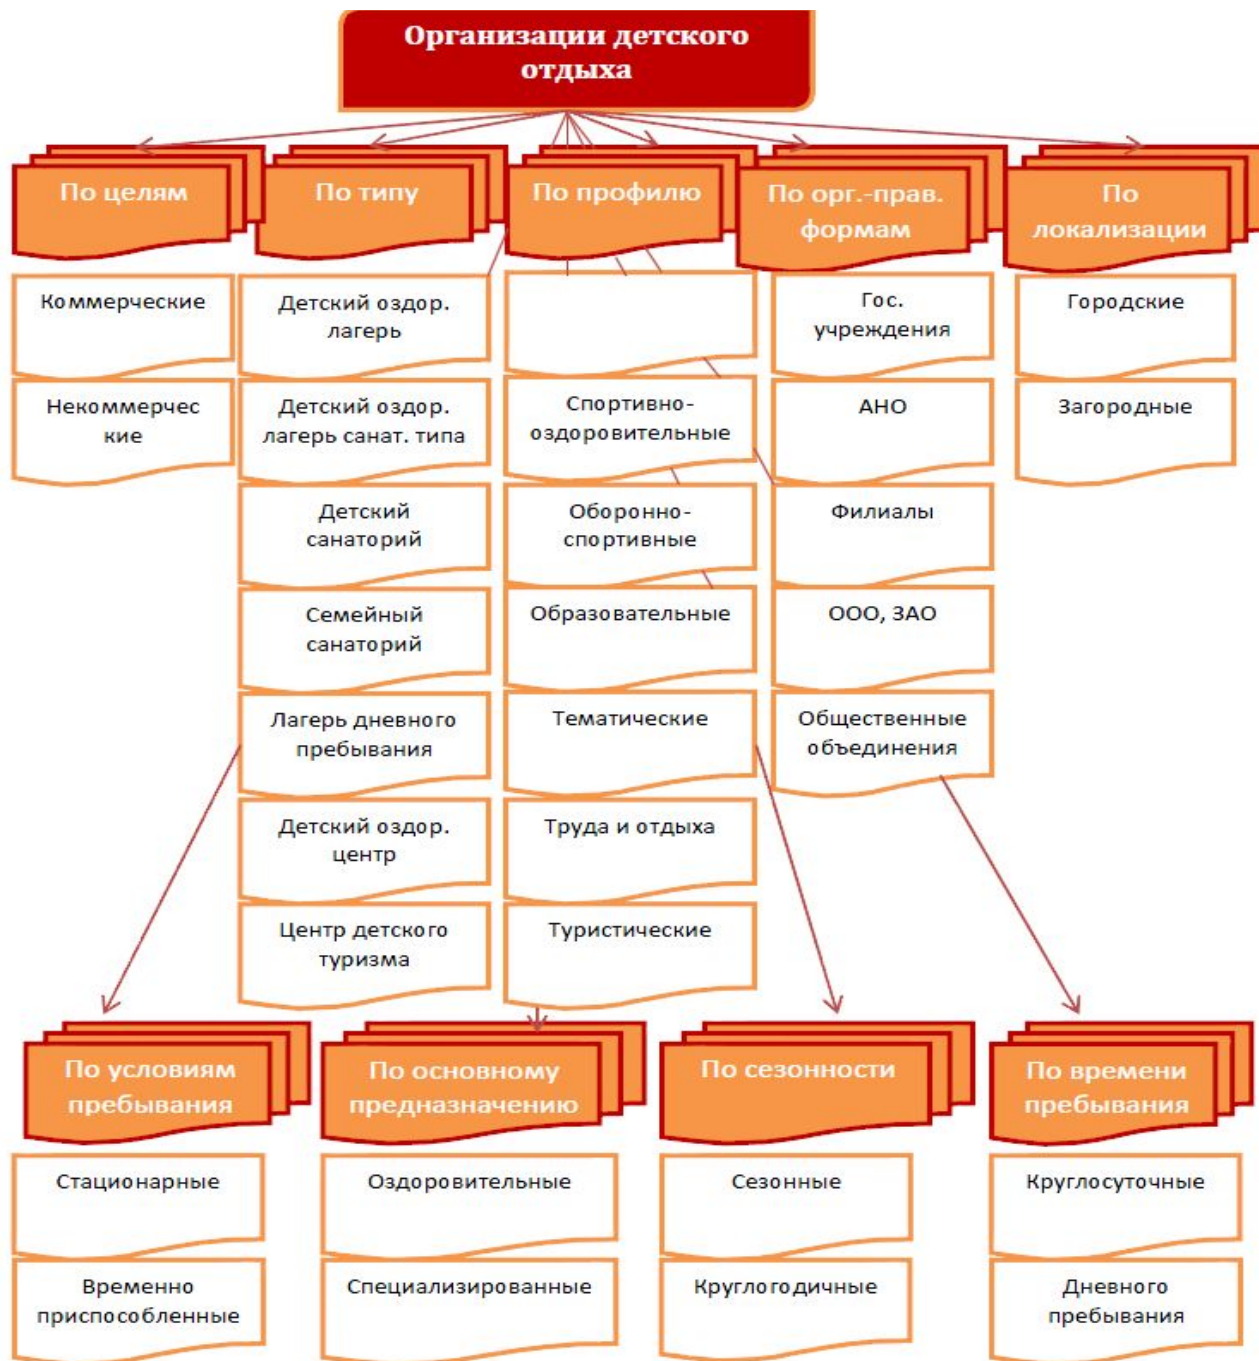 Организации детского
отдыха
По целям
По типу
По профилю
По орг.-прав.
формам
По
локализации
Коммерческие
Некоммерчес
кие
Детский оздор.
лагерь
Детский оздор.
лагерь санат. типа
Детский
санаторий
Семейный
санаторий
Лагерь дневного
пребывания
Детский оздор.
центр
Центр детского
туризма
Спортивно-
оздоровительные
Оборонно-
спортивные
Образовательные
Тематические
Труда и отдыха
Туристические
Гос.
учреждения
АНО
Филиалы
ООО, ЗАО
Общественные
объединения
Городские
Загородные
По условиям
пребывания
По основному
предназначению
По сезонности
По времени
пребывания
Стационарные
Временно
приспособленные
Оздоровительные
Специализированные
Сезонные
Круглогодичные
Круглосуточные
Дневного
пребывания